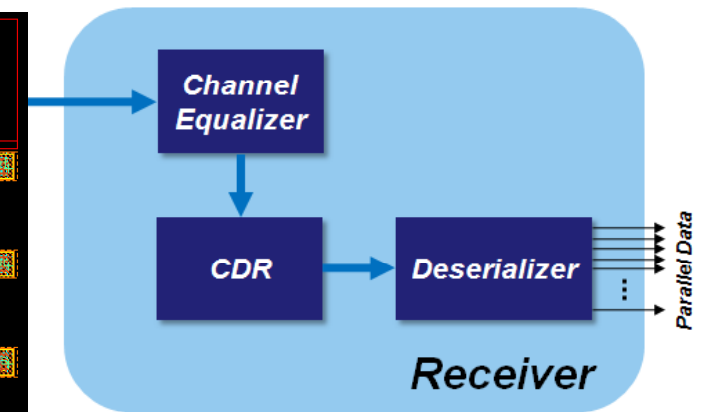 Channel
Equalizer
CDR
Deserializer
...
Parallel Data
Receiver